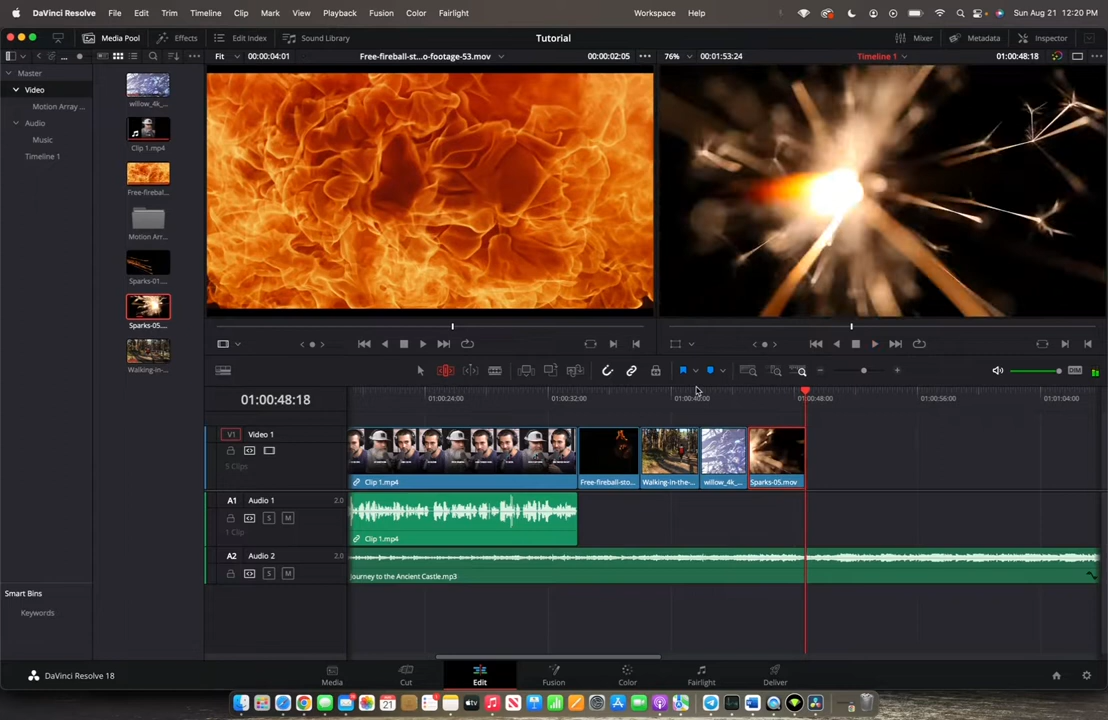 DaVinci Resolve File Edit Trim Timeline Clip Mark View Playback Fusion Color Fairlight Workspace Help Sun Aug 21 12:20 PM
Media Pool Effects Edit Index Sound Library Tutorial Mixer Metadata Inspector
Fit 00:00:04:01 Free-fireball-st...o-footage-53.mov 00:00:02:05 76% 00:01:53:24 Timeline 1 01:00:48:18
Master
Video
Motion Array ...
Audio
Music
Timeline 1
willow_4k_...
Clip 1.mp4
Free-firebal...
Motion Arr...
Sparks-01....
Sparks-05....
Walking-in...
DIM
01:00:48:18
01:00:24:00 01:00:32:00 01:00:40:00 01:00:48:00 01:00:56:00 01:01:04:00
V1 Video 1
5 Clips
Clip 1.mp4 Free-fireball-sto... Walking-in-the-... willow_4k_... Sparks-05.mov
A1 Audio 1 2.0
S M
1 Clip
Clip 1.mp4
A2 Audio 2 2.0
S M
Journey to the Ancient Castle.mp3
Smart Bins
Keywords
DaVinci Resolve 18
Media Cut Edit Fusion Color Fairlight Deliver